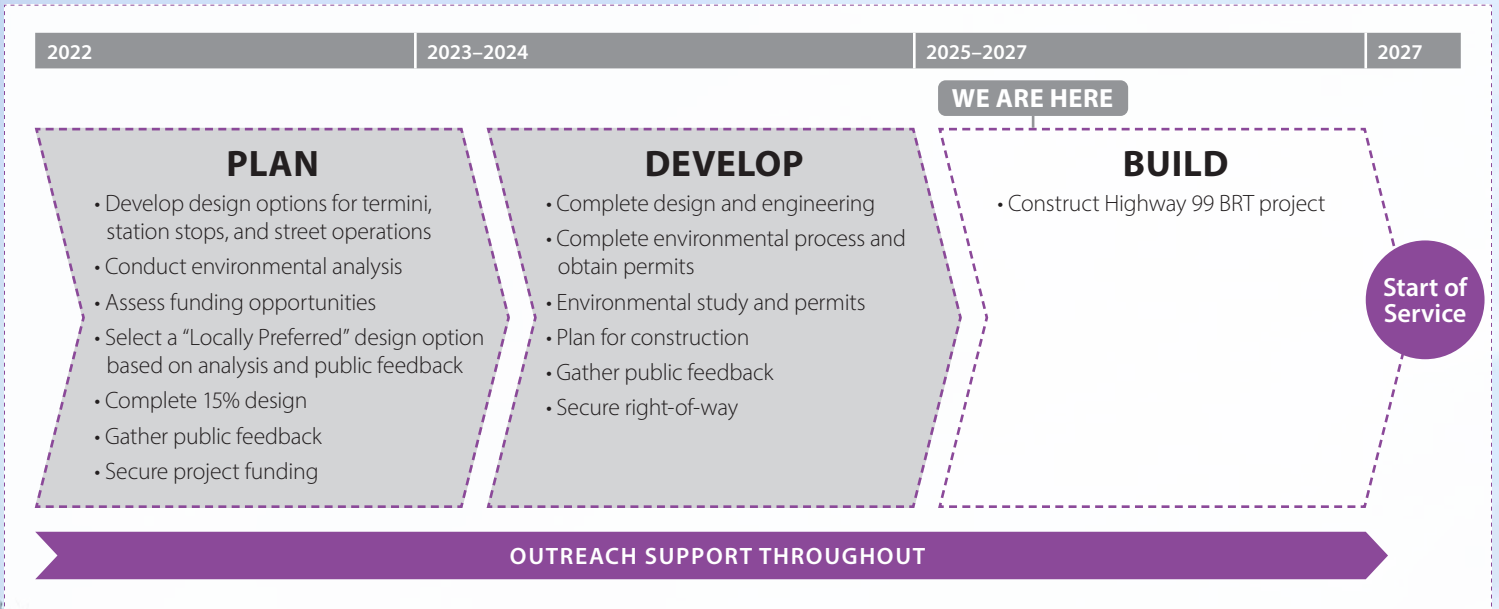 2022
2023–2024
2025–2027
2027
WE ARE HERE
PLAN
• Develop design options for termini,
station stops, and street operations
• Conduct environmental analysis
• Assess funding opportunities
• Select a “Locally Preferred” design option
based on analysis and public feedback
• Complete 15% design
• Gather public feedback
• Secure project funding
DEVELOP
• Complete design and engineering
• Complete environmental process and
obtain permits
• Environmental study and permits
• Plan for construction
• Gather public feedback
• Secure right-of-way
BUILD
• Construct Highway 99 BRT project
Start of
Service
OUTREACH SUPPORT THROUGHOUT